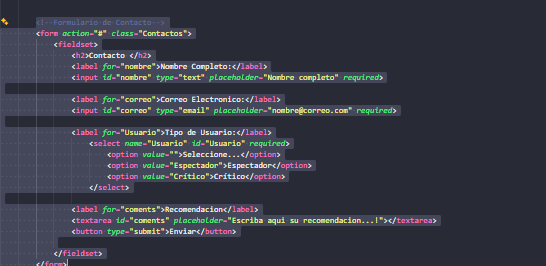 <!--Formulario de Contacto-->
<form action="#" class="Contactos">
<fieldset>
<h2>Contacto </h2>
<label for="nombre">Nombre Completo:</label>
<input id="nombre" type="text" placeholder="Nombre completo" required>
<label for="correo">Correo Electronico:</label>
<input id="correo" type="email" placeholder="nombre@correo.com" required>
<label for="Usuario">Tipo de Usuario:</label>
<select name="Usuario" id="Usuario" required>
<option value="">Seleccione...</option>
<option value="Espectador">Espectador</option>
<option value="Crítico">Crítico</option>
</select>
<label for="coments">Recomendacion</label>
<textarea id="coments" placeholder="Escriba aqui su recomendacion...!"></textarea>
<button type="submit">Enviar</button>
</fieldset>
</form>